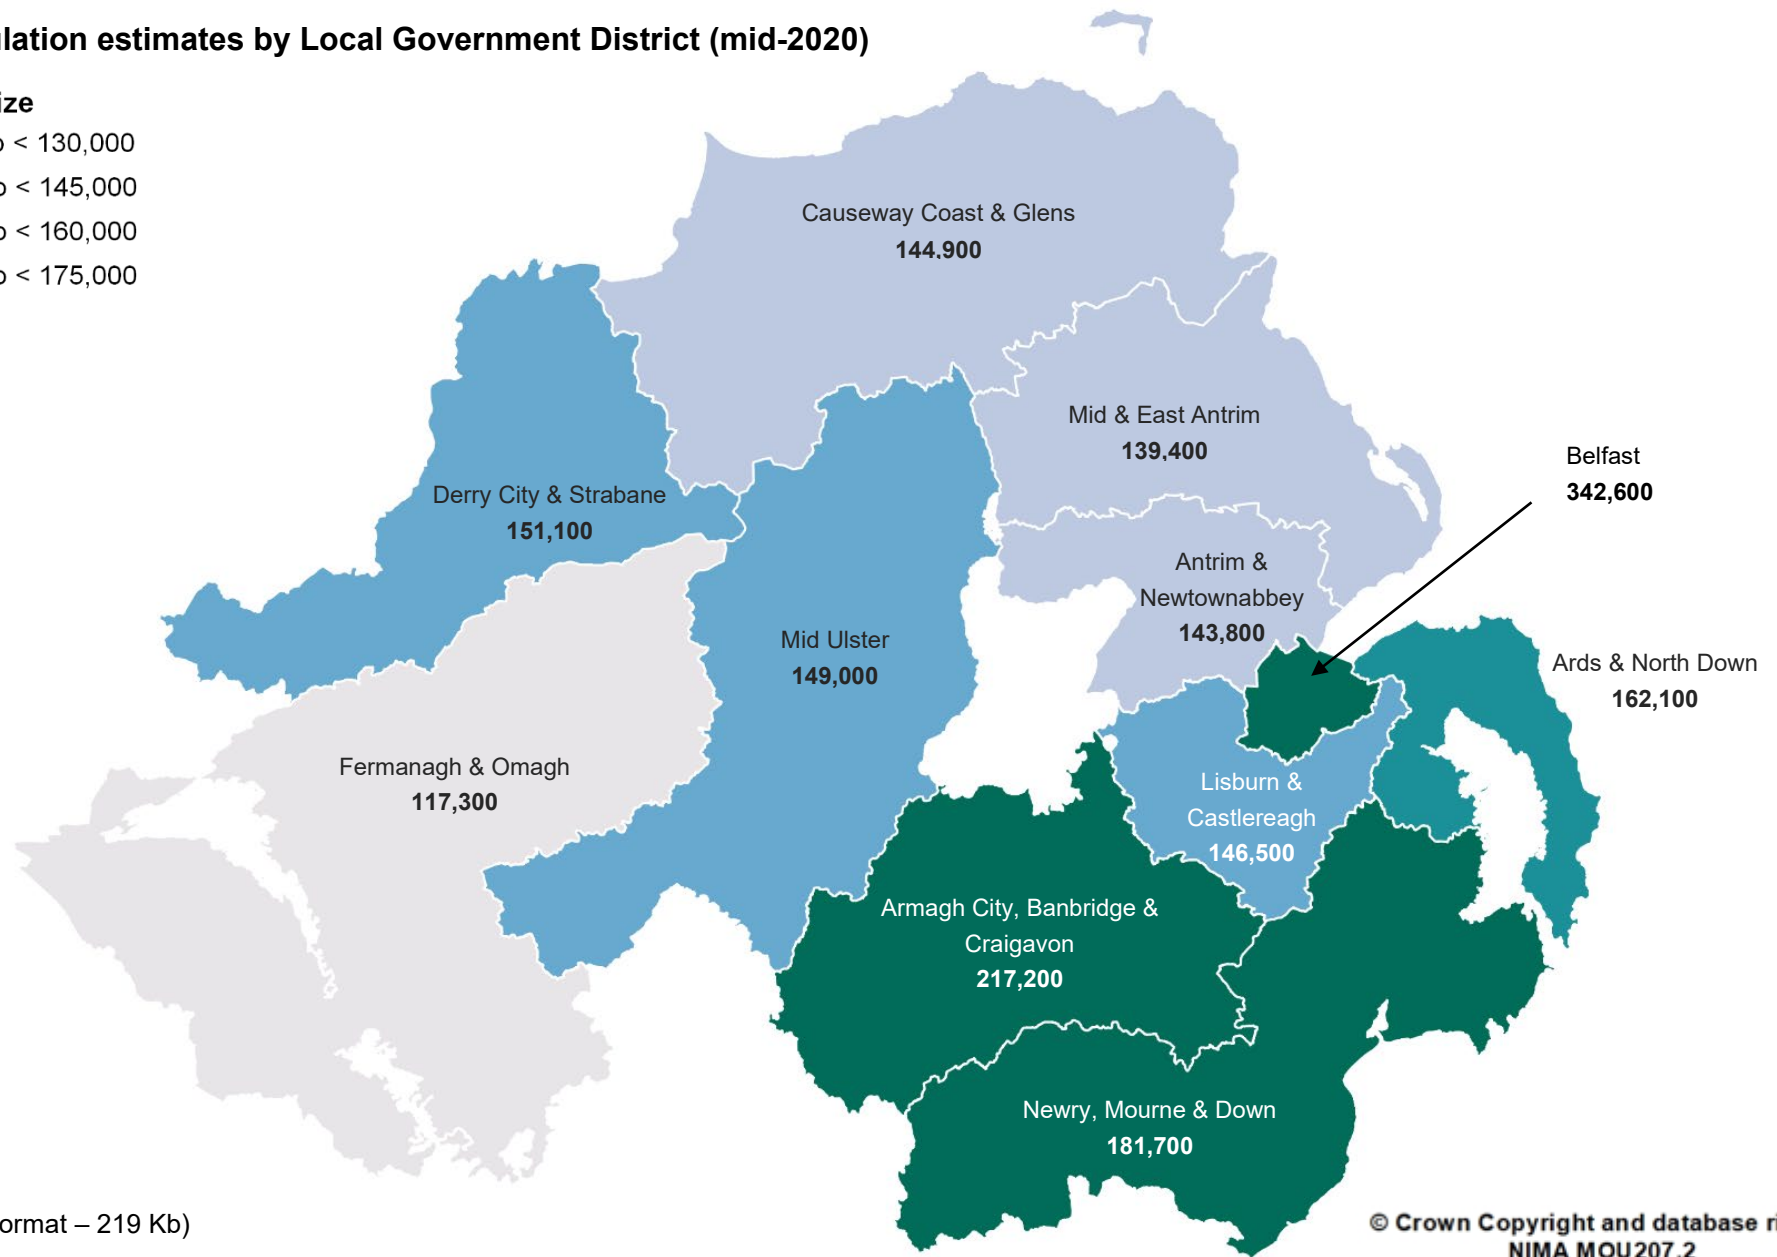 ulation estimates by Local Government District (mid-2020)
ize
o < 130,000
o < 145,000
o < 160,000
o < 175,000
Causeway Coast & Glens
144,900
Mid & East Antrim
139,400
Belfast
342,600
Derry City & Strabane
151,100
Antrim &
Newtownabbey
143,800
Mid Ulster
149,000
Ards & North Down
162,100
Fermanagh & Omagh
117,300
Lisburn &
Castlereagh
146,500
Armagh City, Banbridge &
Craigavon
217,200
Newry, Mourne & Down
181,700
ormat – 219 Kb)
© Crown Copyright and database ri
NIMA MOU207.2